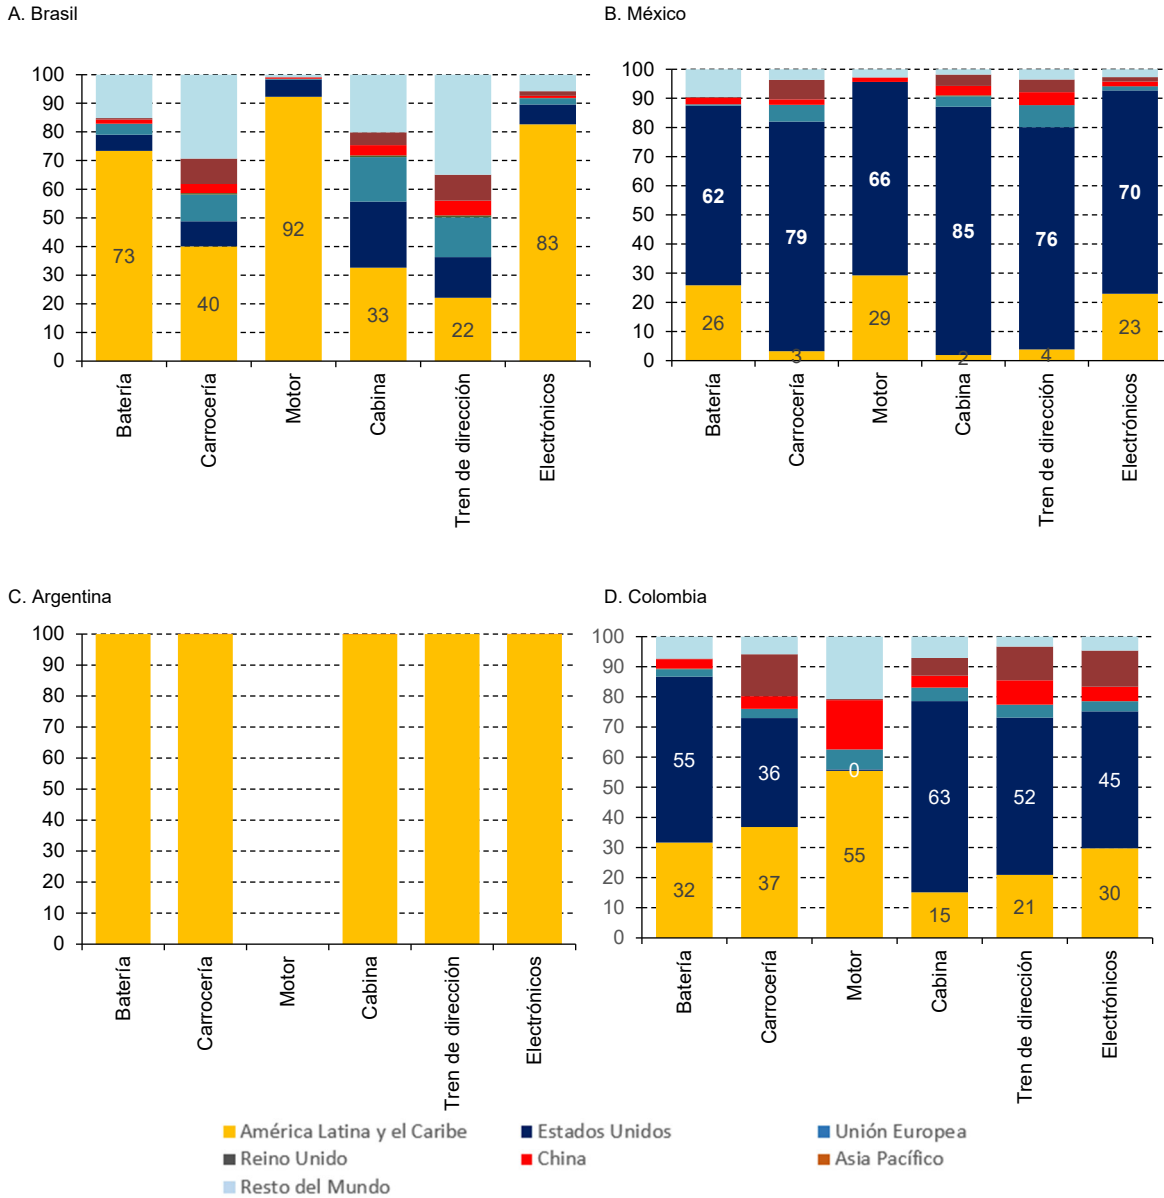 A. Brasil
B. México
100
90
80
70
60
50
40
30
20
10
0
73
40
92
33
22
83
Batería
Carrocería
Motor
Cabina
Tren de dirección
Electrónicos
100
90
80
70
60
50
40
30
20
10
0
62
79
66
85
76
70
26
3
29
2
4
23
Batería
Carrocería
Motor
Cabina
Tren de dirección
Electrónicos
C. Argentina
D. Colombia
100
90
80
70
60
50
40
30
20
10
0
Batería
Carrocería
Motor
Cabina
Tren de dirección
Electrónicos
100
90
80
70
60
50
40
30
20
10
0
55
36
0
63
52
45
32
37
55
15
21
30
Batería
Carrocería
Motor
Cabina
Tren de dirección
Electrónicos
América Latina y el Caribe
Estados Unidos
Unión Europea
Reino Unido
China
Asia Pacífico
Resto del Mundo